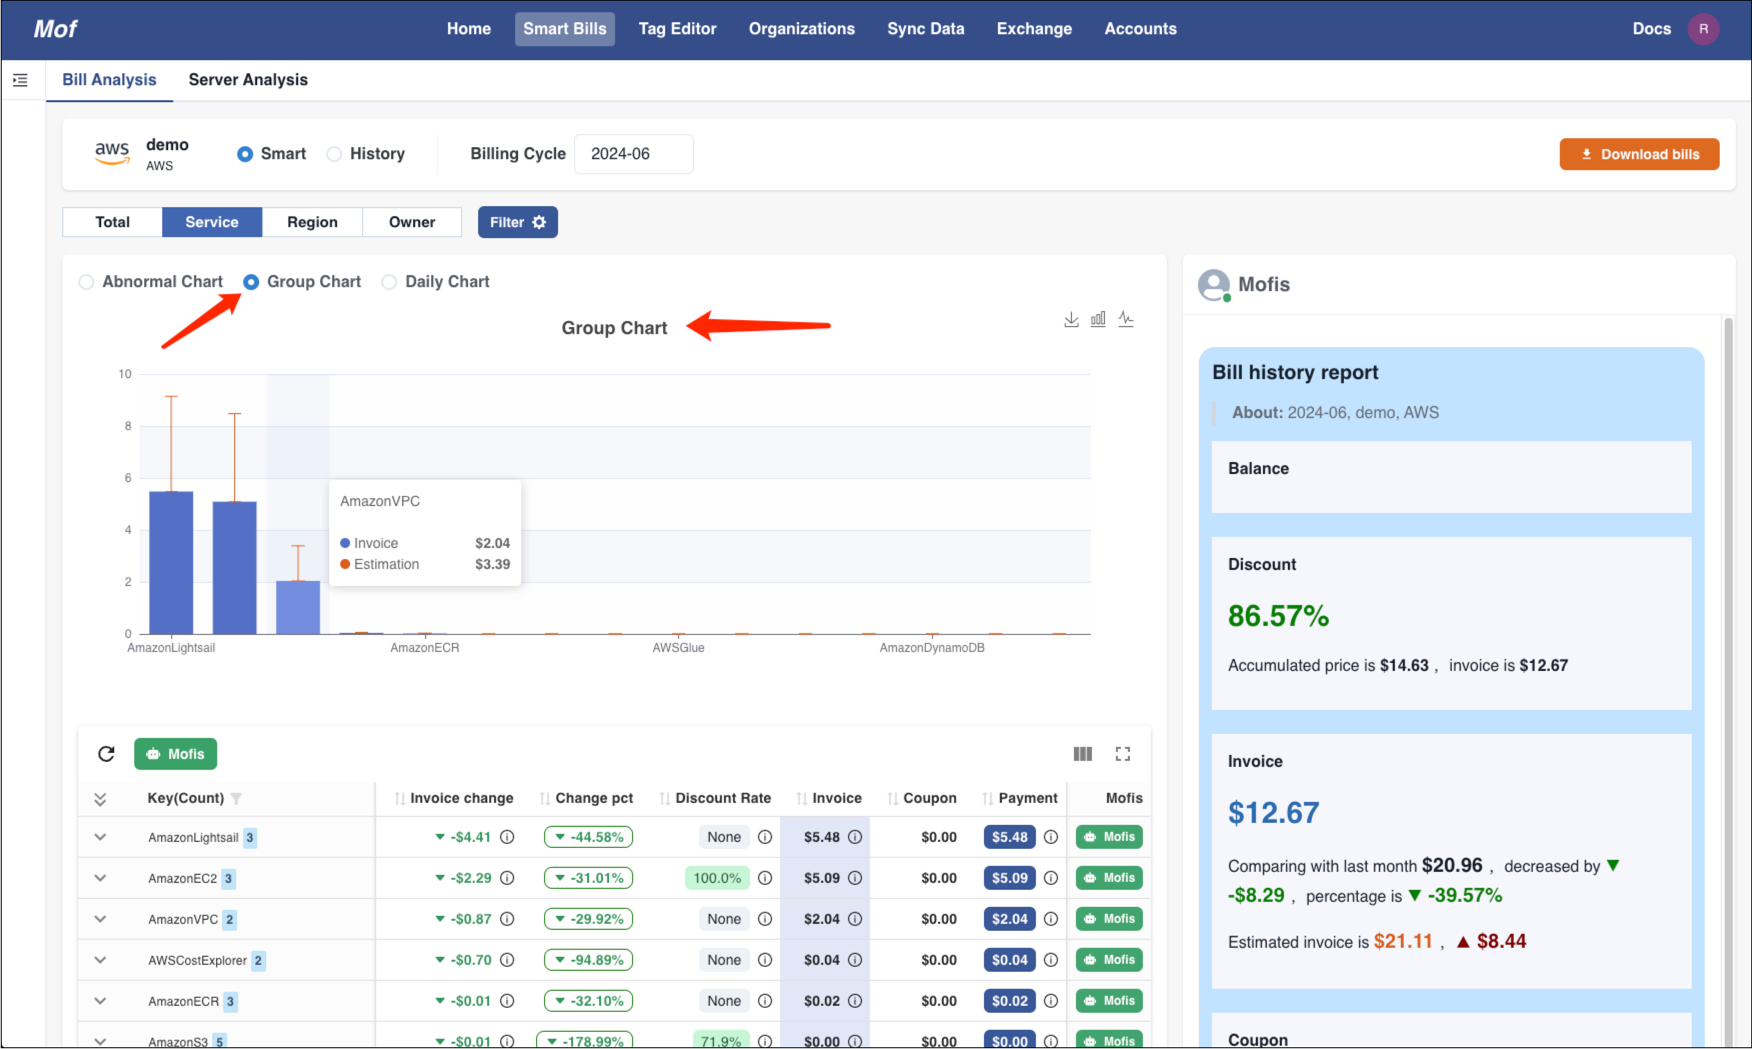 Mof
Home
Smart Bills
Tag Editor
Organizations
Sync Data
Exchange
Accounts
Docs
R
Bill Analysis
Server Analysis
aws
demo
AWS
Smart
History
Billing Cycle
2024-06
Download bills
Total
Service
Region
Owner
Filter
Abnormal Chart
Group Chart
Daily Chart
Group Chart
10
8
6
4
2
0
AmazonVPC
Invoice $2.04
Estimation $3.39
AmazonLightsail
AmazonECR
AWSGlue
AmazonDynamoDB
Mofis
Key(Count) Invoice change Change pct Discount Rate Invoice Coupon Payment Mofis
AmazonLightsail 3 -$4.41 -44.58% None $5.48 $0.00 $5.48 Mofis
AmazonEC2 3 -$2.29 -31.01% 100.0% $5.09 $0.00 $5.09 Mofis
AmazonVPC 2 -$0.87 -29.92% None $2.04 $0.00 $2.04 Mofis
AWSCostExplorer 2 -$0.70 -94.89% None $0.04 $0.00 $0.04 Mofis
AmazonECR 3 -$0.01 -32.10% None $0.02 $0.00 $0.02 Mofis
AmazonS3 5 -$0.01 -178.99% 71.9% $0.00 $0.00 $0.00 Mofis
Mofis
Bill history report
About: 2024-06, demo, AWS
Balance
Discount
86.57%
Accumulated price is $14.63 , invoice is $12.67
Invoice
$12.67
Comparing with last month $20.96 , decreased by ▼
-$8.29 , percentage is ▼ -39.57%
Estimated invoice is $21.11 , ▲ $8.44
Coupon